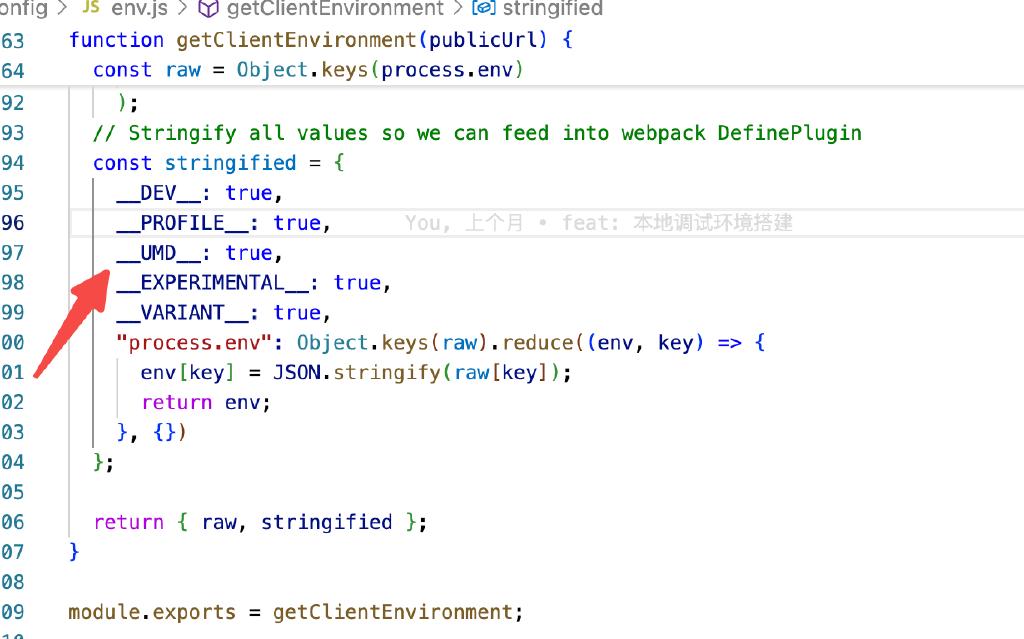 onfig > JS env.js > getClientEnvironment > stringified
63 function getClientEnvironment(publicUrl) {
64 const raw = Object.keys(process.env)
92 );
93 // Stringify all values so we can feed into webpack DefinePlugin
94 const stringified = {
95 __DEV__: true,
96 __PROFILE__: true, You, 上个月 • feat: 本地调试环境搭建
97 __UMD__: true,
98 __EXPERIMENTAL__: true,
99 __VARIANT__: true,
00 "process.env": Object.keys(raw).reduce((env, key) => {
01 env[key] = JSON.stringify(raw[key]);
02 return env;
03 }, {})
04 };
05
06 return { raw, stringified };
07 }
08
09 module.exports = getClientEnvironment;